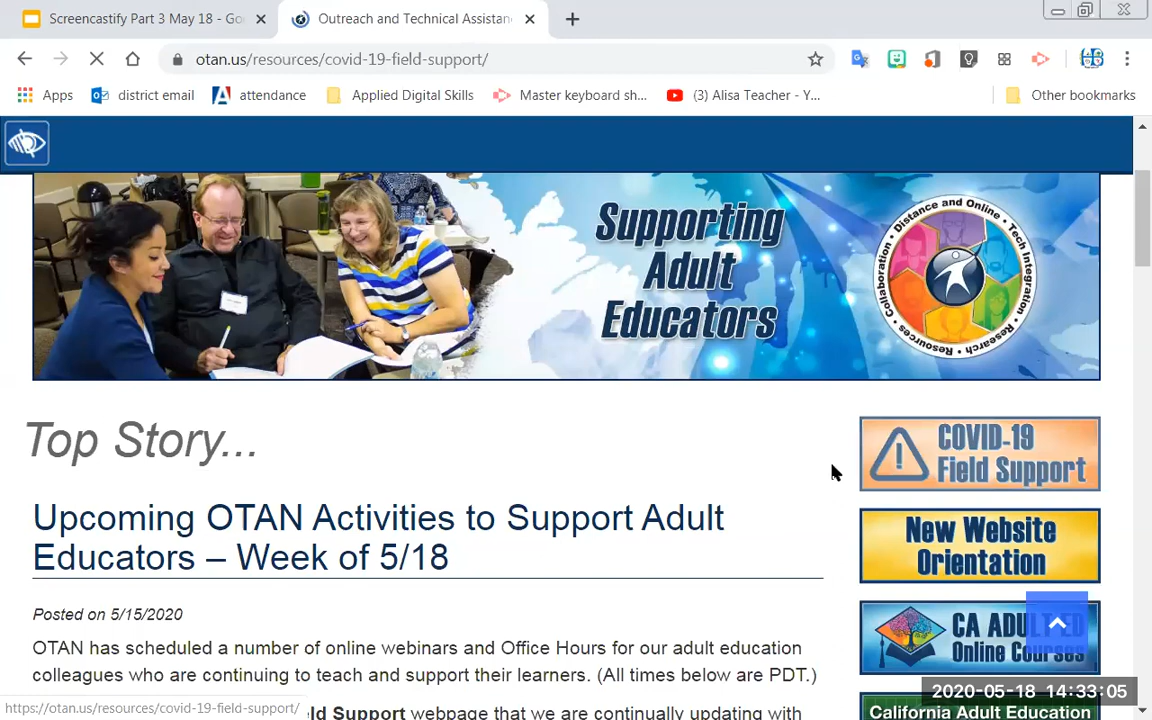 Screencastify Part 3 May 18 - Go
Outreach and Technical Assistan
otan.us/resources/covid-19-field-support/
Apps
district email
attendance
Applied Digital Skills
Master keyboard sh...
(3) Alisa Teacher - Y...
Other bookmarks
Supporting
Adult
Educators
Collaboration • Distance and Online • Tech Integration • Research • Resources
Top Story...
COVID-19
Field Support
Upcoming OTAN Activities to Support Adult
Educators – Week of 5/18
New Website
Orientation
Posted on 5/15/2020
CA ADULT ED
Online Courses
OTAN has scheduled a number of online webinars and Office Hours for our adult education
colleagues who are continuing to teach and support their learners. (All times below are PDT.)
2020-05-18 14:33:05
https://otan.us/resources/covid-19-field-support/
ld Support webpage that we are continually updating with
California Adult Education